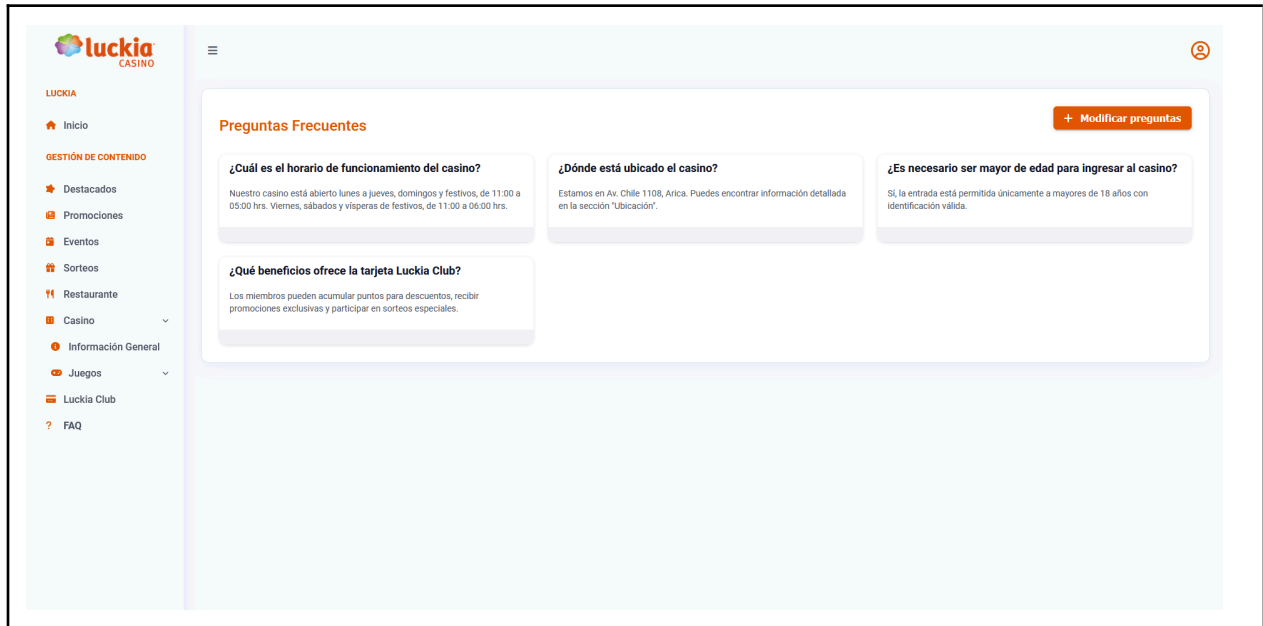 luckia
CASINO
LUCKIA
Inicio
GESTIÓN DE CONTENIDO
Destacados
Promociones
Eventos
Sorteos
Restaurante
Casino
Información General
Juegos
Luckia Club
? FAQ
Preguntas Frecuentes
+ Modificar preguntas
¿Cuál es el horario de funcionamiento del casino?
Nuestro casino está abierto lunes a jueves, domingos y festivos, de 11:00 a
05:00 hrs. Viernes, sábados y vísperas de festivos, de 11:00 a 06:00 hrs.
¿Dónde está ubicado el casino?
Estamos en Av. Chile 1108, Arica. Puedes encontrar información detallada
en la sección "Ubicación".
¿Es necesario ser mayor de edad para ingresar al casino?
Sí, la entrada está permitida únicamente a mayores de 18 años con
identificación válida.
¿Qué beneficios ofrece la tarjeta Luckia Club?
Los miembros pueden acumular puntos para descuentos, recibir
promociones exclusivas y participar en sorteos especiales.